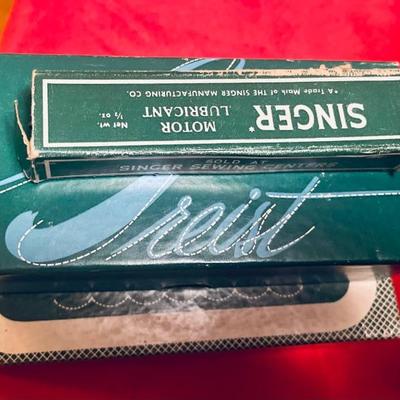 SINGER*
MOTOR
LUBRICANT
Net wt. 1/2 oz.
*A Trade Mark of THE SINGER MANUFACTURING CO.
SOLD AT
SINGER SEWING CENTERS
Greist